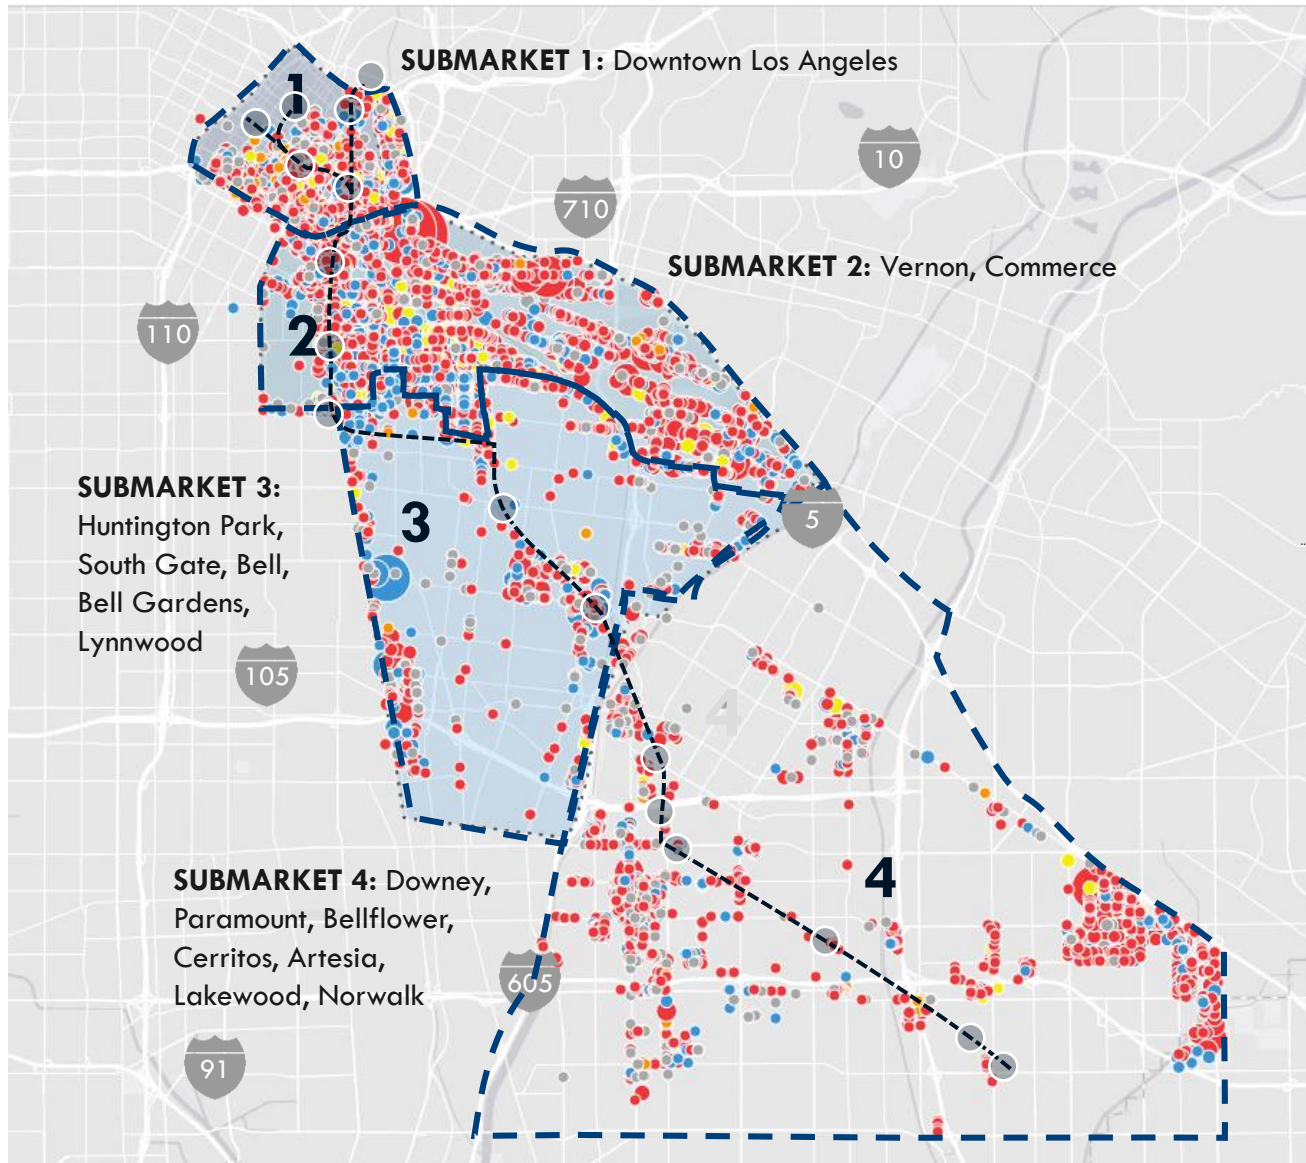 SUBMARKET 1: Downtown Los Angeles
1
10
710
SUBMARKET 2: Vernon, Commerce
110
2
SUBMARKET 3:
Huntington Park,
South Gate, Bell,
Bell Gardens,
Lynnwood
3
5
105
4
SUBMARKET 4: Downey,
Paramount, Bellflower,
Cerritos, Artesia,
Lakewood, Norwalk
4
605
91